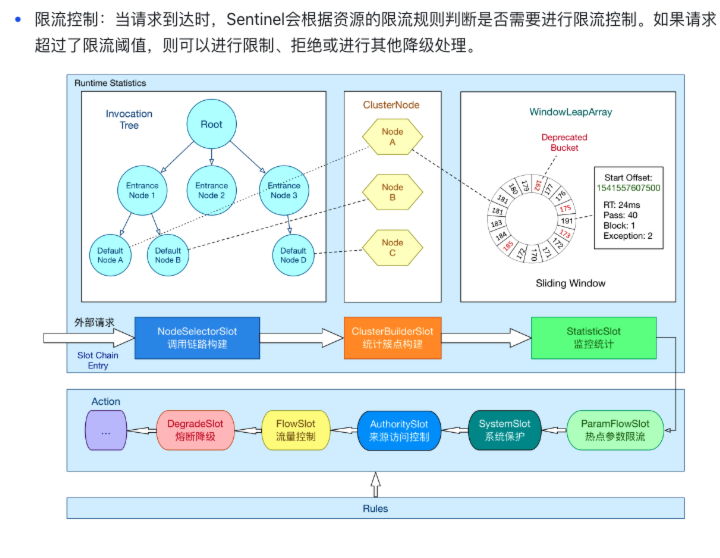 限流控制：当请求到达时，Sentinel会根据资源的限流规则判断是否需要进行限流控制。如果请求
超过了限流阈值，则可以进行限制、拒绝或进行其他降级处理。
Runtime Statistics
Invocation
Tree
Root
Entrance
Node 1
Entrance
Node 2
Entrance
Node 3
Default
Node A
Default
Node B
Default
Node D
ClusterNode
Node
A
Node
B
Node
C
WindowLeapArray
Deprecated
Bucket
180
179
182
177
176
175
191
173
172
171
170
185
184
183
181
181
Start Offset:
1541557607500
RT: 24ms
Pass: 40
Block: 1
Exception: 2
Sliding Window
外部请求
Slot Chain
Entry
NodeSelectorSlot
调用链路构建
ClusterBuilderSlot
统计簇点构建
StatisticSlot
监控统计
Action
...
DegradeSlot
熔断降级
FlowSlot
流量控制
AuthoritySlot
来源访问控制
SystemSlot
系统保护
ParamFlowSlot
热点参数限流
Rules